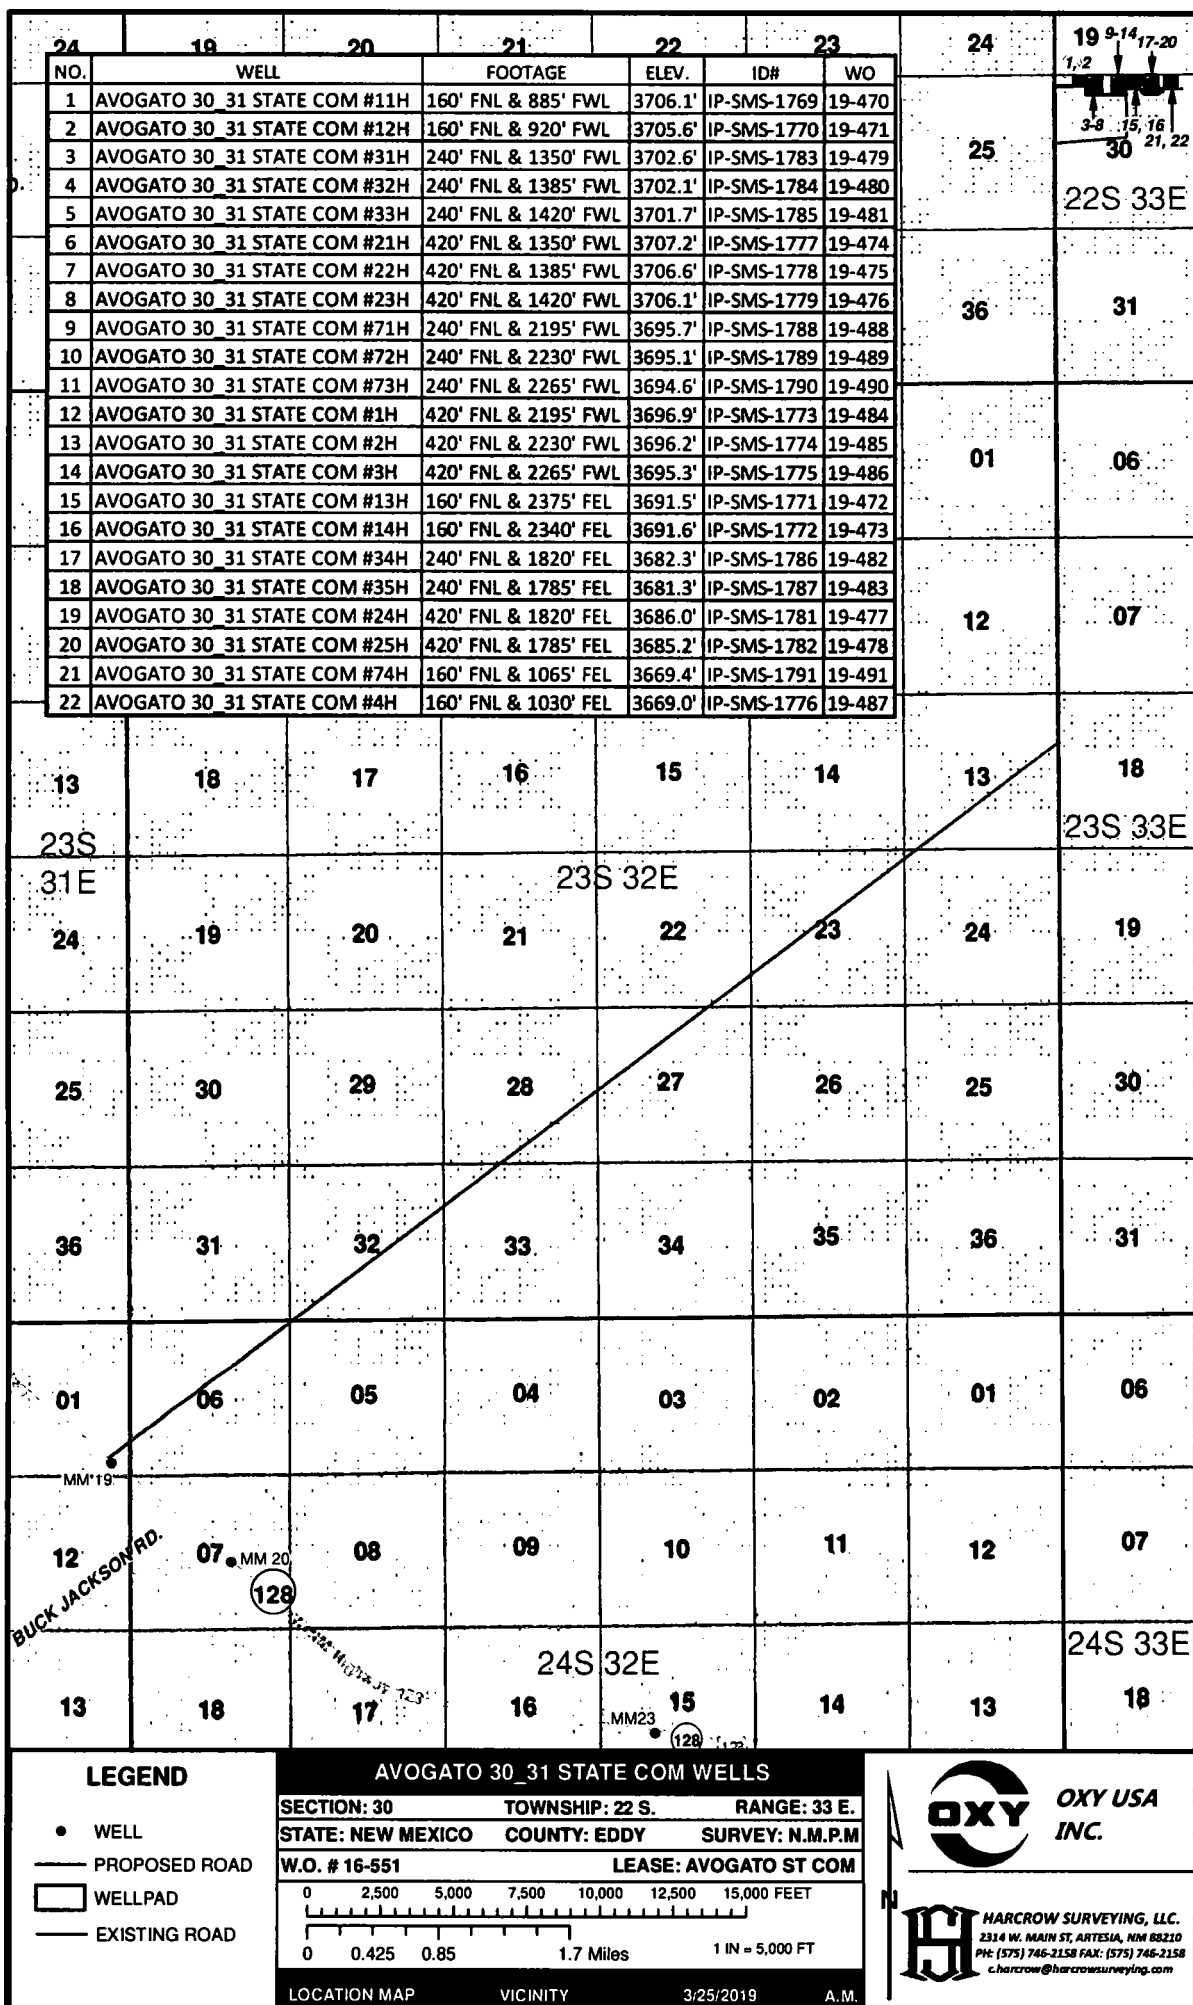 24 19 20 21 22 23 24 19 9-14 17-20
1, 2
3-8 15, 16
21, 22
25 30
22S 33E
36 31
01 06
12 07
NO. WELL FOOTAGE ELEV. ID# WO
1 AVOGATO 30_31 STATE COM #11H 160' FNL & 885' FWL 3706.1' IP-SMS-1769 19-470
2 AVOGATO 30_31 STATE COM #12H 160' FNL & 920' FWL 3705.6' IP-SMS-1770 19-471
3 AVOGATO 30_31 STATE COM #31H 240' FNL & 1350' FWL 3702.6' IP-SMS-1783 19-479
4 AVOGATO 30_31 STATE COM #32H 240' FNL & 1385' FWL 3702.1' IP-SMS-1784 19-480
5 AVOGATO 30_31 STATE COM #33H 240' FNL & 1420' FWL 3701.7' IP-SMS-1785 19-481
6 AVOGATO 30_31 STATE COM #21H 420' FNL & 1350' FWL 3707.2' IP-SMS-1777 19-474
7 AVOGATO 30_31 STATE COM #22H 420' FNL & 1385' FWL 3706.6' IP-SMS-1778 19-475
8 AVOGATO 30_31 STATE COM #23H 420' FNL & 1420' FWL 3706.1' IP-SMS-1779 19-476
9 AVOGATO 30_31 STATE COM #71H 240' FNL & 2195' FWL 3695.7' IP-SMS-1788 19-488
10 AVOGATO 30_31 STATE COM #72H 240' FNL & 2230' FWL 3695.1' IP-SMS-1789 19-489
11 AVOGATO 30_31 STATE COM #73H 240' FNL & 2265' FWL 3694.6' IP-SMS-1790 19-490
12 AVOGATO 30_31 STATE COM #1H 420' FNL & 2195' FWL 3696.9' IP-SMS-1773 19-484
13 AVOGATO 30_31 STATE COM #2H 420' FNL & 2230' FWL 3696.2' IP-SMS-1774 19-485
14 AVOGATO 30_31 STATE COM #3H 420' FNL & 2265' FWL 3695.3' IP-SMS-1775 19-486
15 AVOGATO 30_31 STATE COM #13H 160' FNL & 2375' FEL 3691.5' IP-SMS-1771 19-472
16 AVOGATO 30_31 STATE COM #14H 160' FNL & 2340' FEL 3691.6' IP-SMS-1772 19-473
17 AVOGATO 30_31 STATE COM #34H 240' FNL & 1820' FEL 3682.3' IP-SMS-1786 19-482
18 AVOGATO 30_31 STATE COM #35H 240' FNL & 1785' FEL 3681.3' IP-SMS-1787 19-483
19 AVOGATO 30_31 STATE COM #24H 420' FNL & 1820' FEL 3686.0' IP-SMS-1781 19-477
20 AVOGATO 30_31 STATE COM #25H 420' FNL & 1785' FEL 3685.2' IP-SMS-1782 19-478
21 AVOGATO 30_31 STATE COM #74H 160' FNL & 1065' FEL 3669.4' IP-SMS-1791 19-491
22 AVOGATO 30_31 STATE COM #4H 160' FNL & 1030' FEL 3669.0' IP-SMS-1776 19-487
13 18 17 16 15 14 13 18
23S 23S 33E
31E 23S 32E
24 19 20 21 22 23 24 19
25 30 29 28 27 26 25 30
36 31 32 33 34 35 36 31
01 06 05 04 03 02 01 06
MM 19
12 07 MM 20 08 09 10 11 12 07
BUCK JACKSON RD.
128
24S 32E 24S 33E
13 18 17 16 15 14 13 18
MM23 128
LEGEND
WELL
PROPOSED ROAD
WELLPAD
EXISTING ROAD
AVOGATO 30_31 STATE COM WELLS
SECTION: 30 TOWNSHIP: 22 S. RANGE: 33 E.
STATE: NEW MEXICO COUNTY: EDDY SURVEY: N.M.P.M
W.O. # 16-551 LEASE: AVOGATO ST COM
0 2,500 5,000 7,500 10,000 12,500 15,000 FEET
0 0.425 0.85 1.7 Miles 1 IN = 5,000 FT
LOCATION MAP VICINITY 3/25/2019 A.M.
N
OXY
OXY USA
INC.
HARCROW SURVEYING, LLC.
2314 W. MAIN ST, ARTESIA, NM 88210
PH: (575) 746-2158 FAX: (575) 746-2158
c.harcrow@harcrowsurveying.com